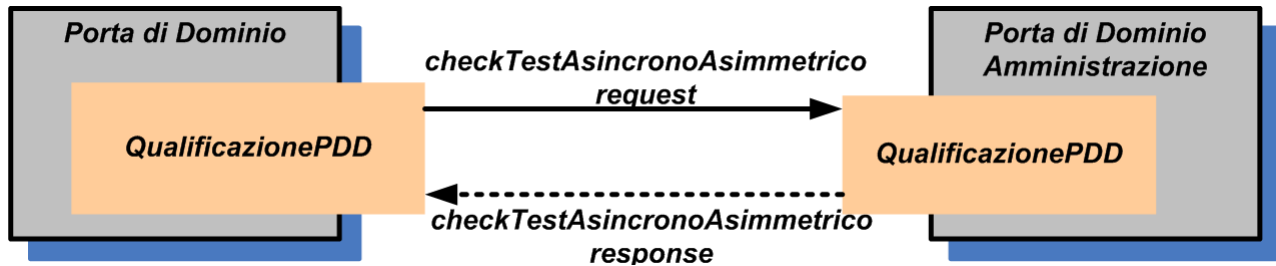 Porta di Dominio
QualificazionePDD
checkTestAsincronoAsimmetrico
request
checkTestAsincronoAsimmetrico
response
Porta di Dominio
Amministrazione
QualificazionePDD